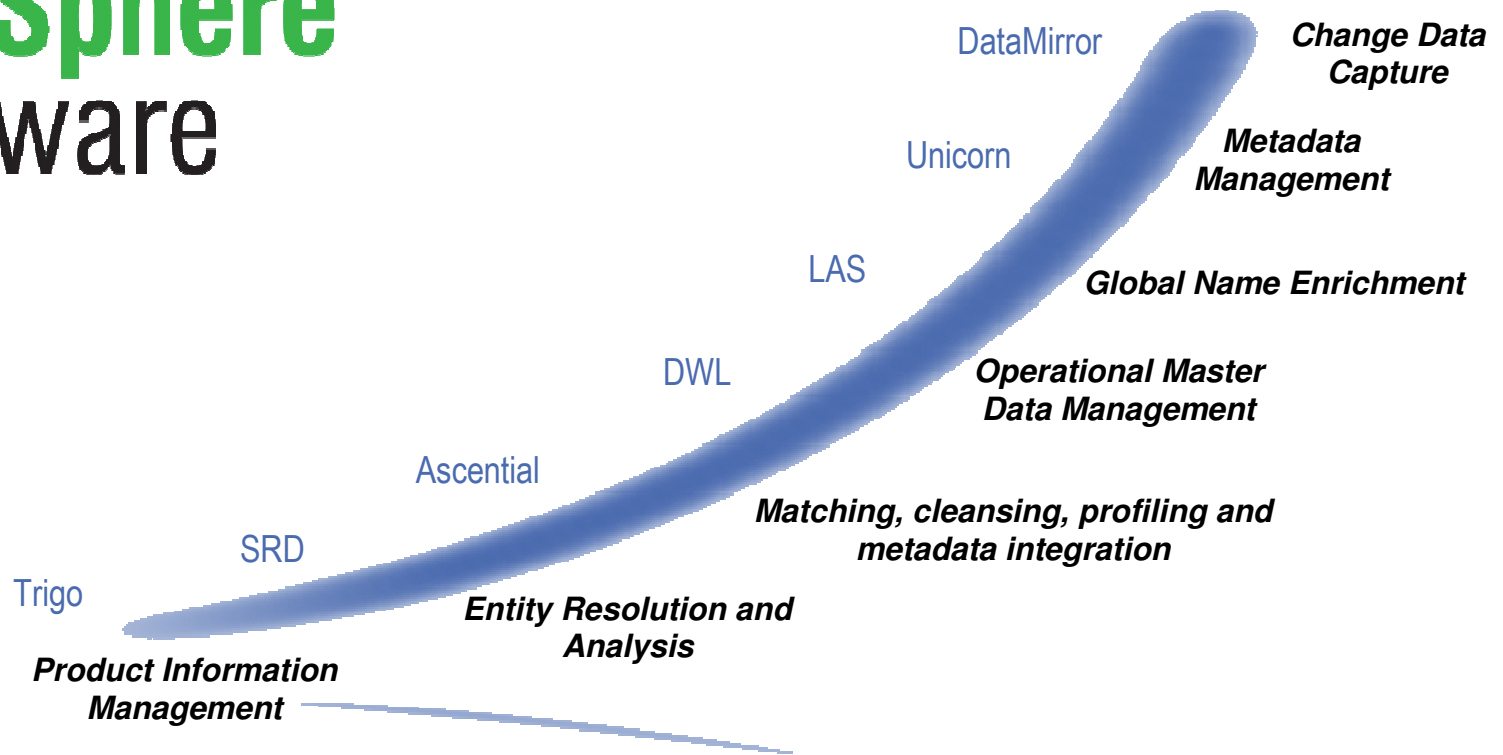 Sphere
ware
DataMirror
Change Data
Capture
Unicorn
Metadata
Management
LAS
Global Name Enrichment
DWL
Operational Master
Data Management
Ascential
Matching, cleansing, profiling and
metadata integration
SRD
Entity Resolution and
Analysis
Trigo
Product Information
Management